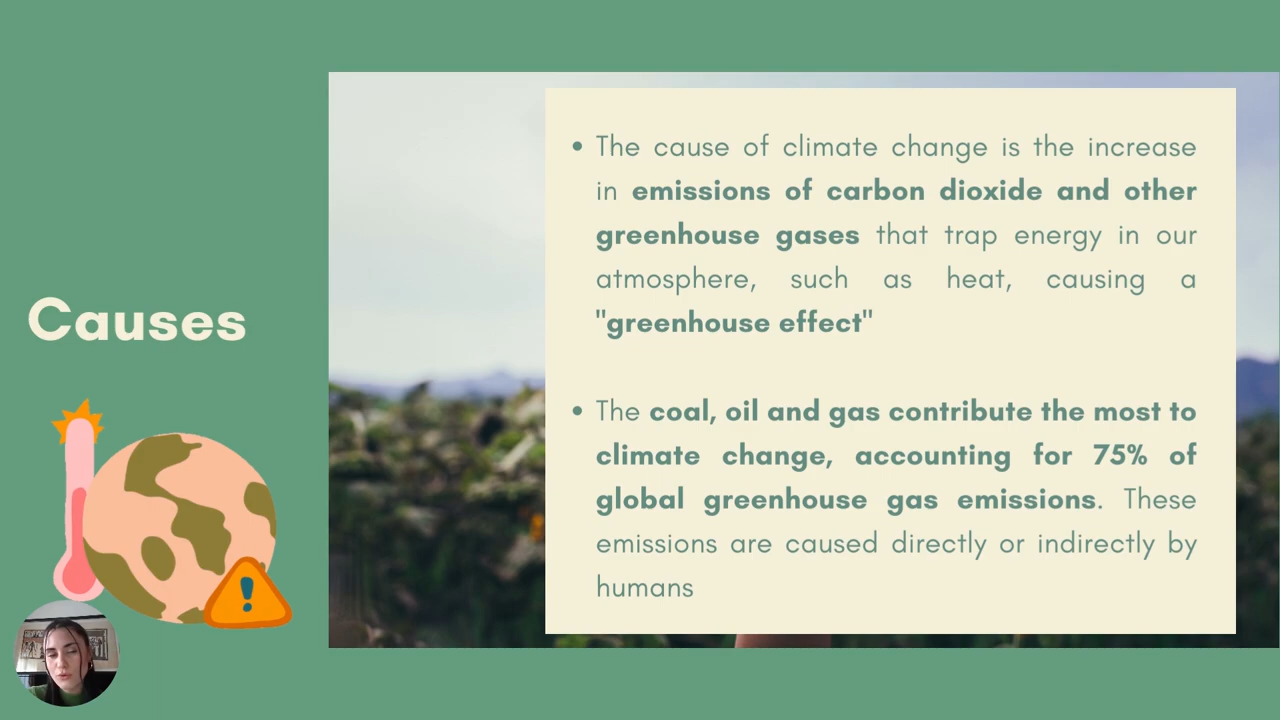 Causes
• The cause of climate change is the increase
in emissions of carbon dioxide and other
greenhouse gases that trap energy in our
atmosphere, such as heat, causing a
"greenhouse effect"
• The coal, oil and gas contribute the most to
climate change, accounting for 75% of
global greenhouse gas emissions. These
emissions are caused directly or indirectly by
humans
!